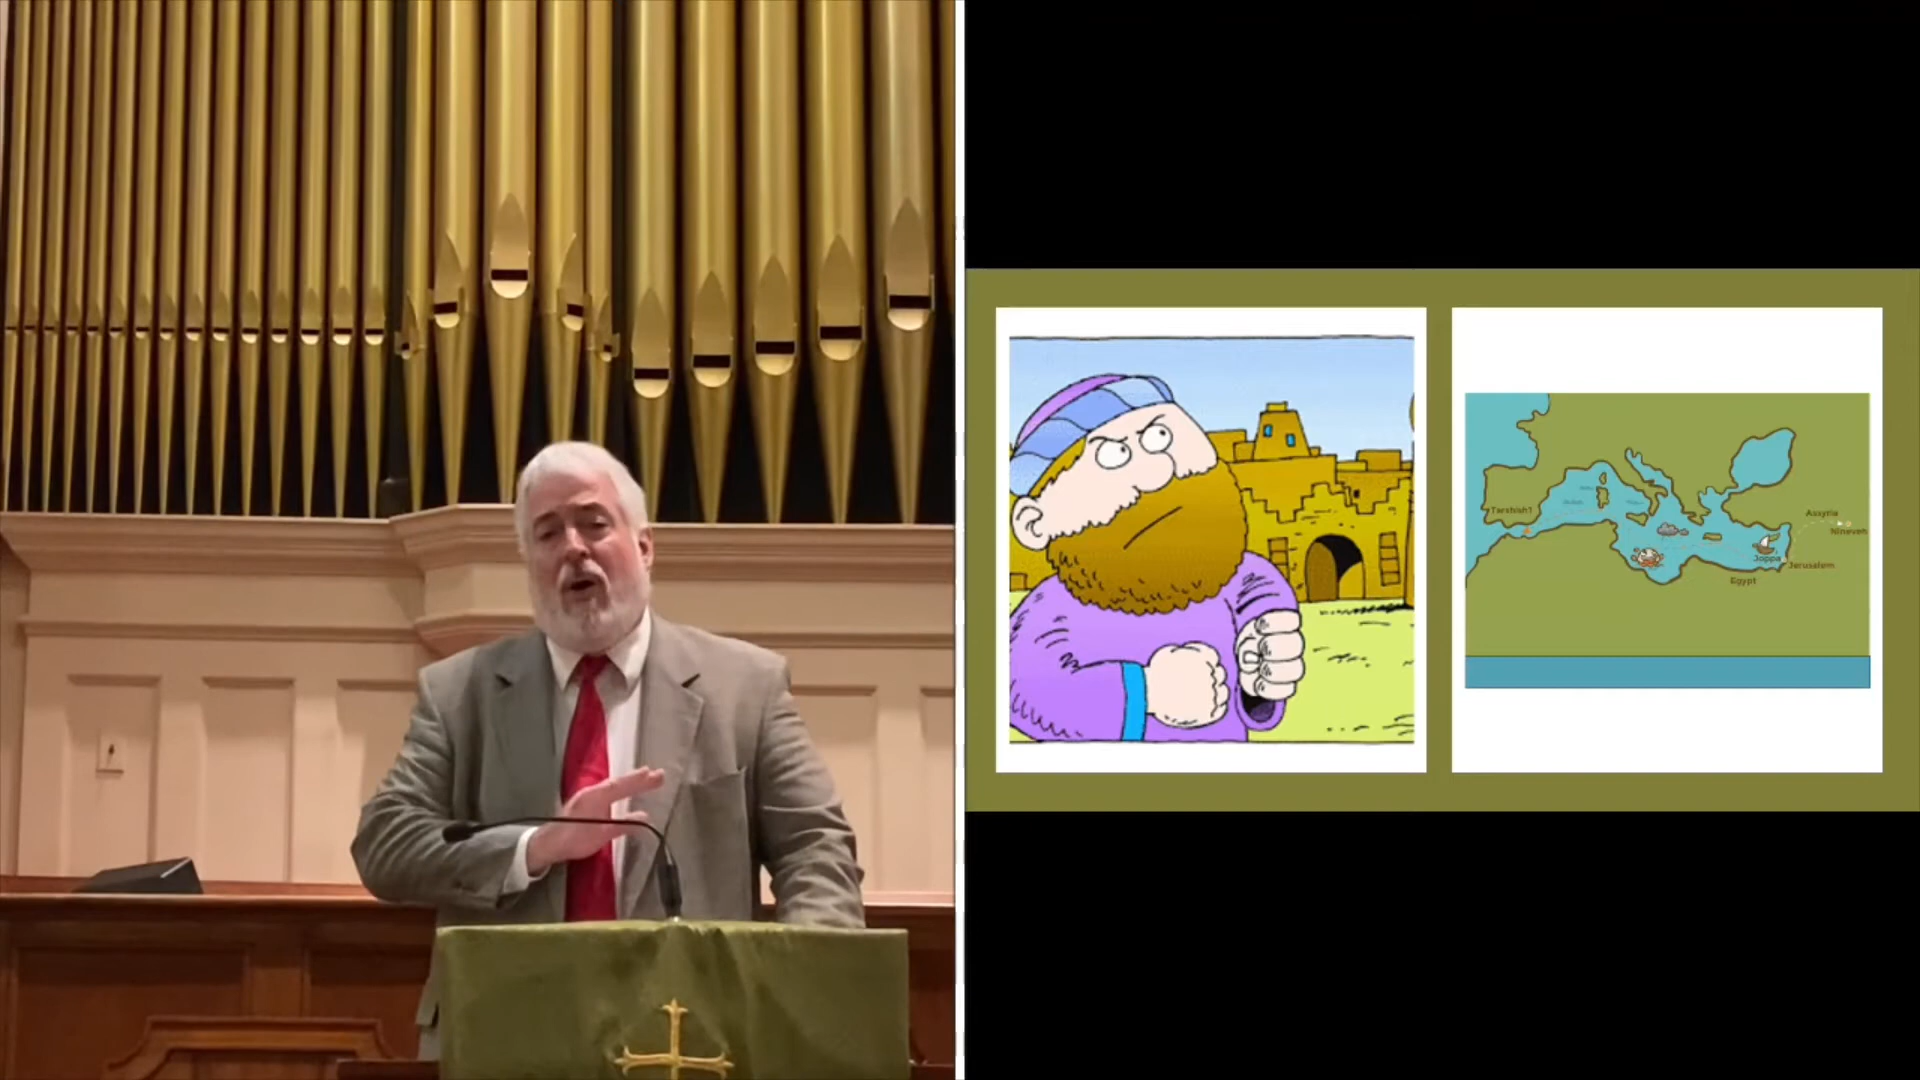 Tarshish?
Assyria
Nineveh
Joppa
Jerusalem
Egypt